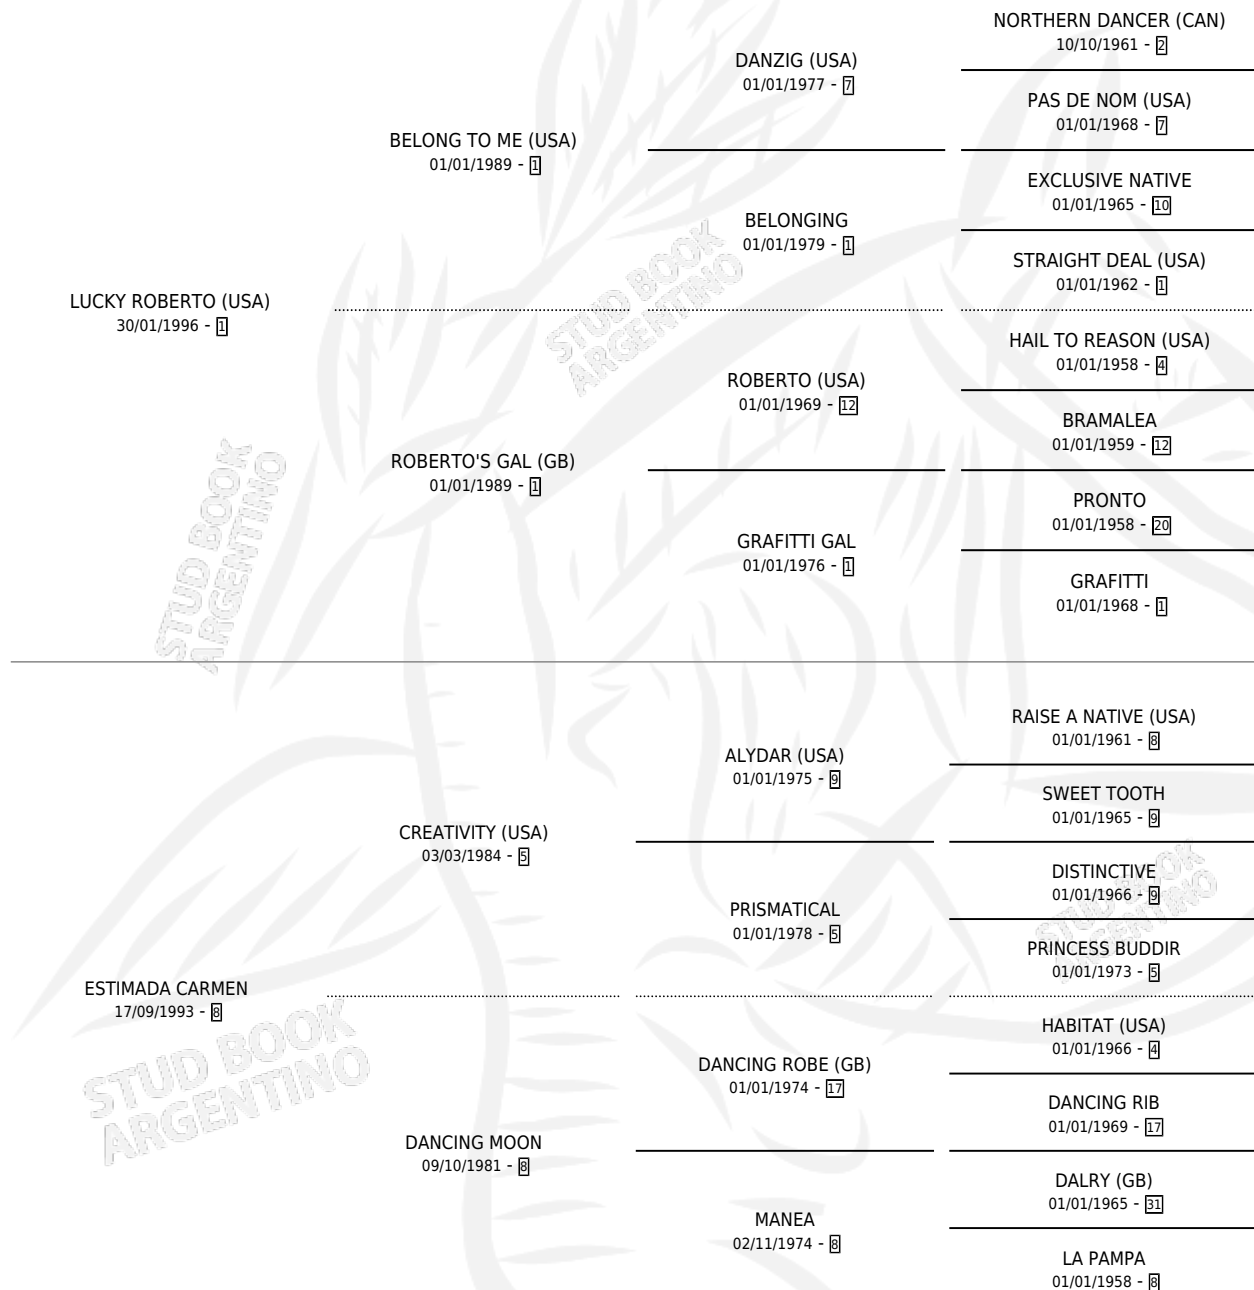 NORTHERN DANCER (CAN)
10/10/1961 - 2
DANZIG (USA)
01/01/1977 - 7
PAS DE NOM (USA)
01/01/1968 - 7
BELONG TO ME (USA)
01/01/1989 - 1
EXCLUSIVE NATIVE
01/01/1965 - 10
BELONGING
01/01/1979 - 1
STRAIGHT DEAL (USA)
01/01/1962 - 1
LUCKY ROBERTO (USA)
30/01/1996 - 1
HAIL TO REASON (USA)
01/01/1958 - 4
ROBERTO (USA)
01/01/1969 - 12
BRAMALEA
01/01/1959 - 12
ROBERTO'S GAL (GB)
01/01/1989 - 1
PRONTO
01/01/1958 - 20
GRAFITTI GAL
01/01/1976 - 1
GRAFITTI
01/01/1968 - 1
RAISE A NATIVE (USA)
01/01/1961 - 8
ALYDAR (USA)
01/01/1975 - 9
SWEET TOOTH
01/01/1965 - 9
CREATIVITY (USA)
03/03/1984 - 5
DISTINCTIVE
01/01/1966 - 9
PRISMATICAL
01/01/1978 - 5
PRINCESS BUDDIR
01/01/1973 - 5
ESTIMADA CARMEN
17/09/1993 - 8
HABITAT (USA)
01/01/1966 - 4
DANCING ROBE (GB)
01/01/1974 - 17
DANCING RIB
01/01/1969 - 17
DANCING MOON
09/10/1981 - 8
DALRY (GB)
01/01/1965 - 31
MANEA
02/11/1974 - 8
LA PAMPA
01/01/1958 - 8
STUD BOOK
ARGENTINO
STUD BOOK
ARGENTINO
STUD BOOK
ARGENTINO
STUD BOOK
ARGENTINO